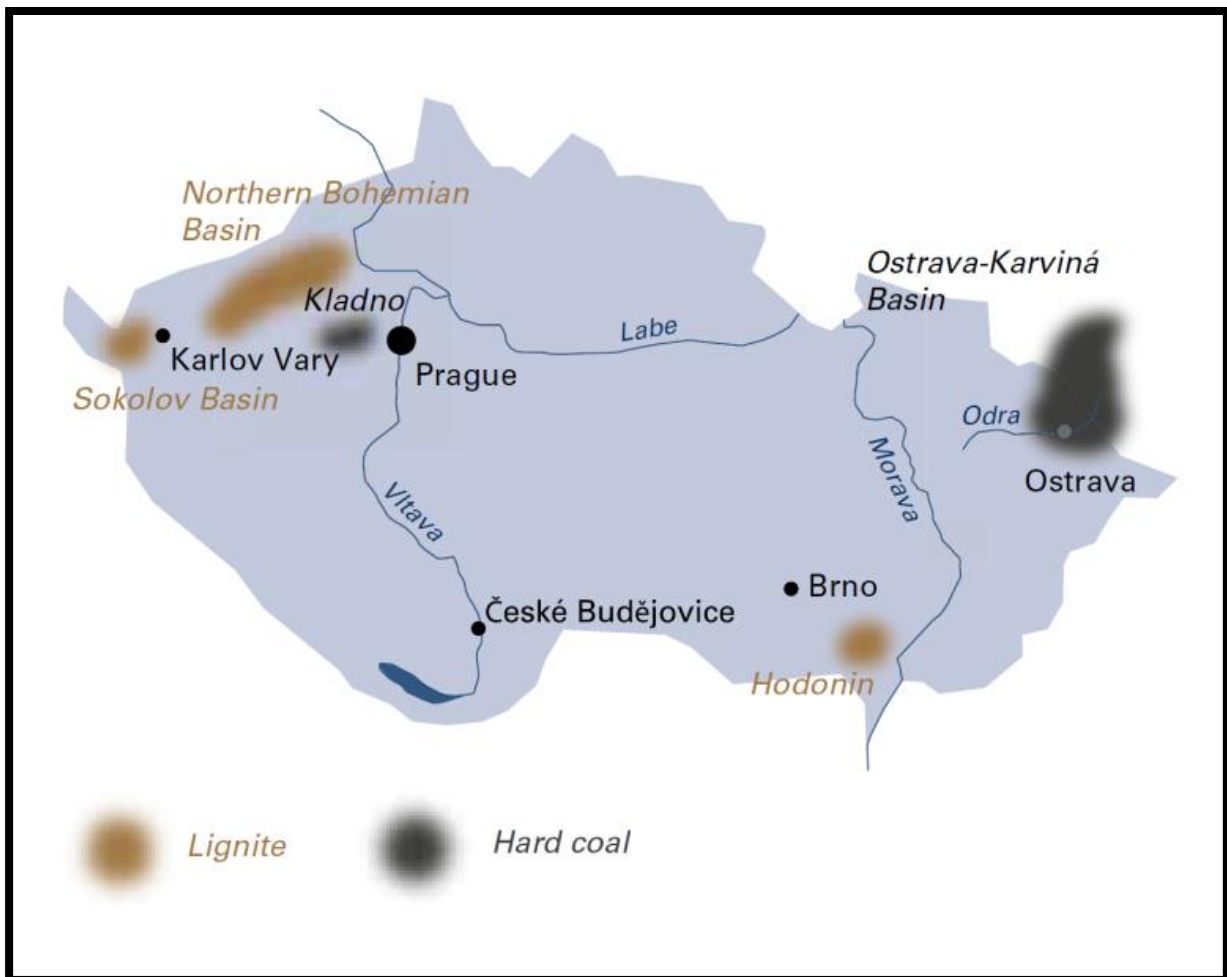 Northern Bohemian
Basin
Ostrava-Karviná
Basin
Kladno
Labe
Karlov Vary
Prague
Sokolov Basin
Odra
Morava
Ostrava
Vltava
Brno
České Budějovice
Hodonin
Lignite
Hard coal